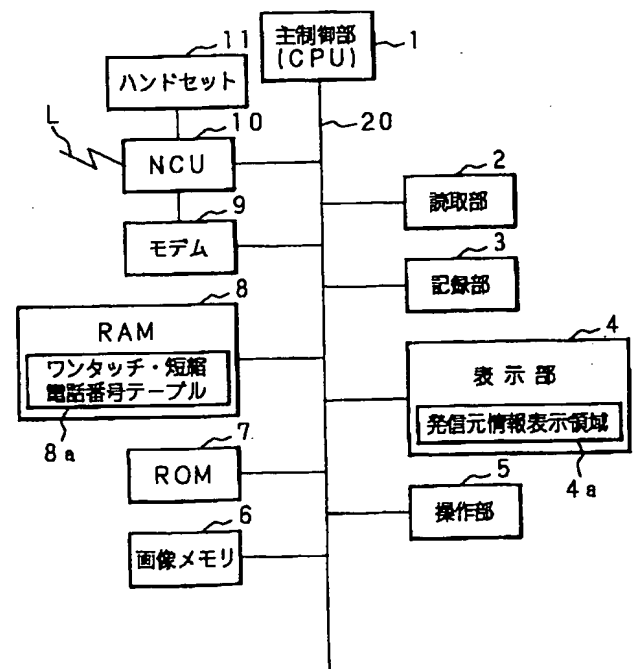 主制御部
(CPU)
1
11
ハンドセット
L
10
NCU
20
2
読取部
9
モデム
3
記録部
8
RAM
ワンタッチ・短縮
電話番号テーブル
8a
4
表示部
発信元情報表示領域
4a
7
ROM
5
操作部
6
画像メモリ